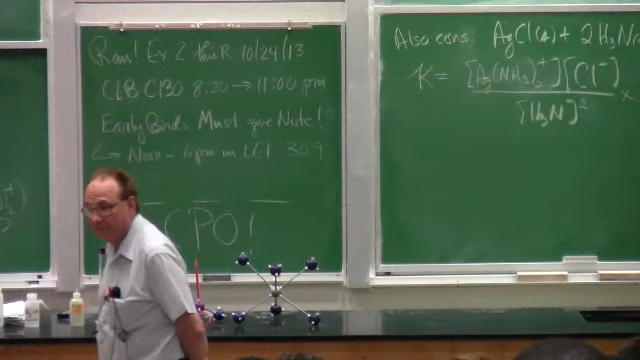 Rem! Ex 2 thuR 10/24/13
CLB C130 8:20 → 11:00 pm
Early Birds Must give Note!
↳ Noon - 6pm in LEI 309
CPO!
Also cons. AgCl(s) + 2 H3N
K = [Ag(NH3)2+][Cl-]
[H3N]2
x